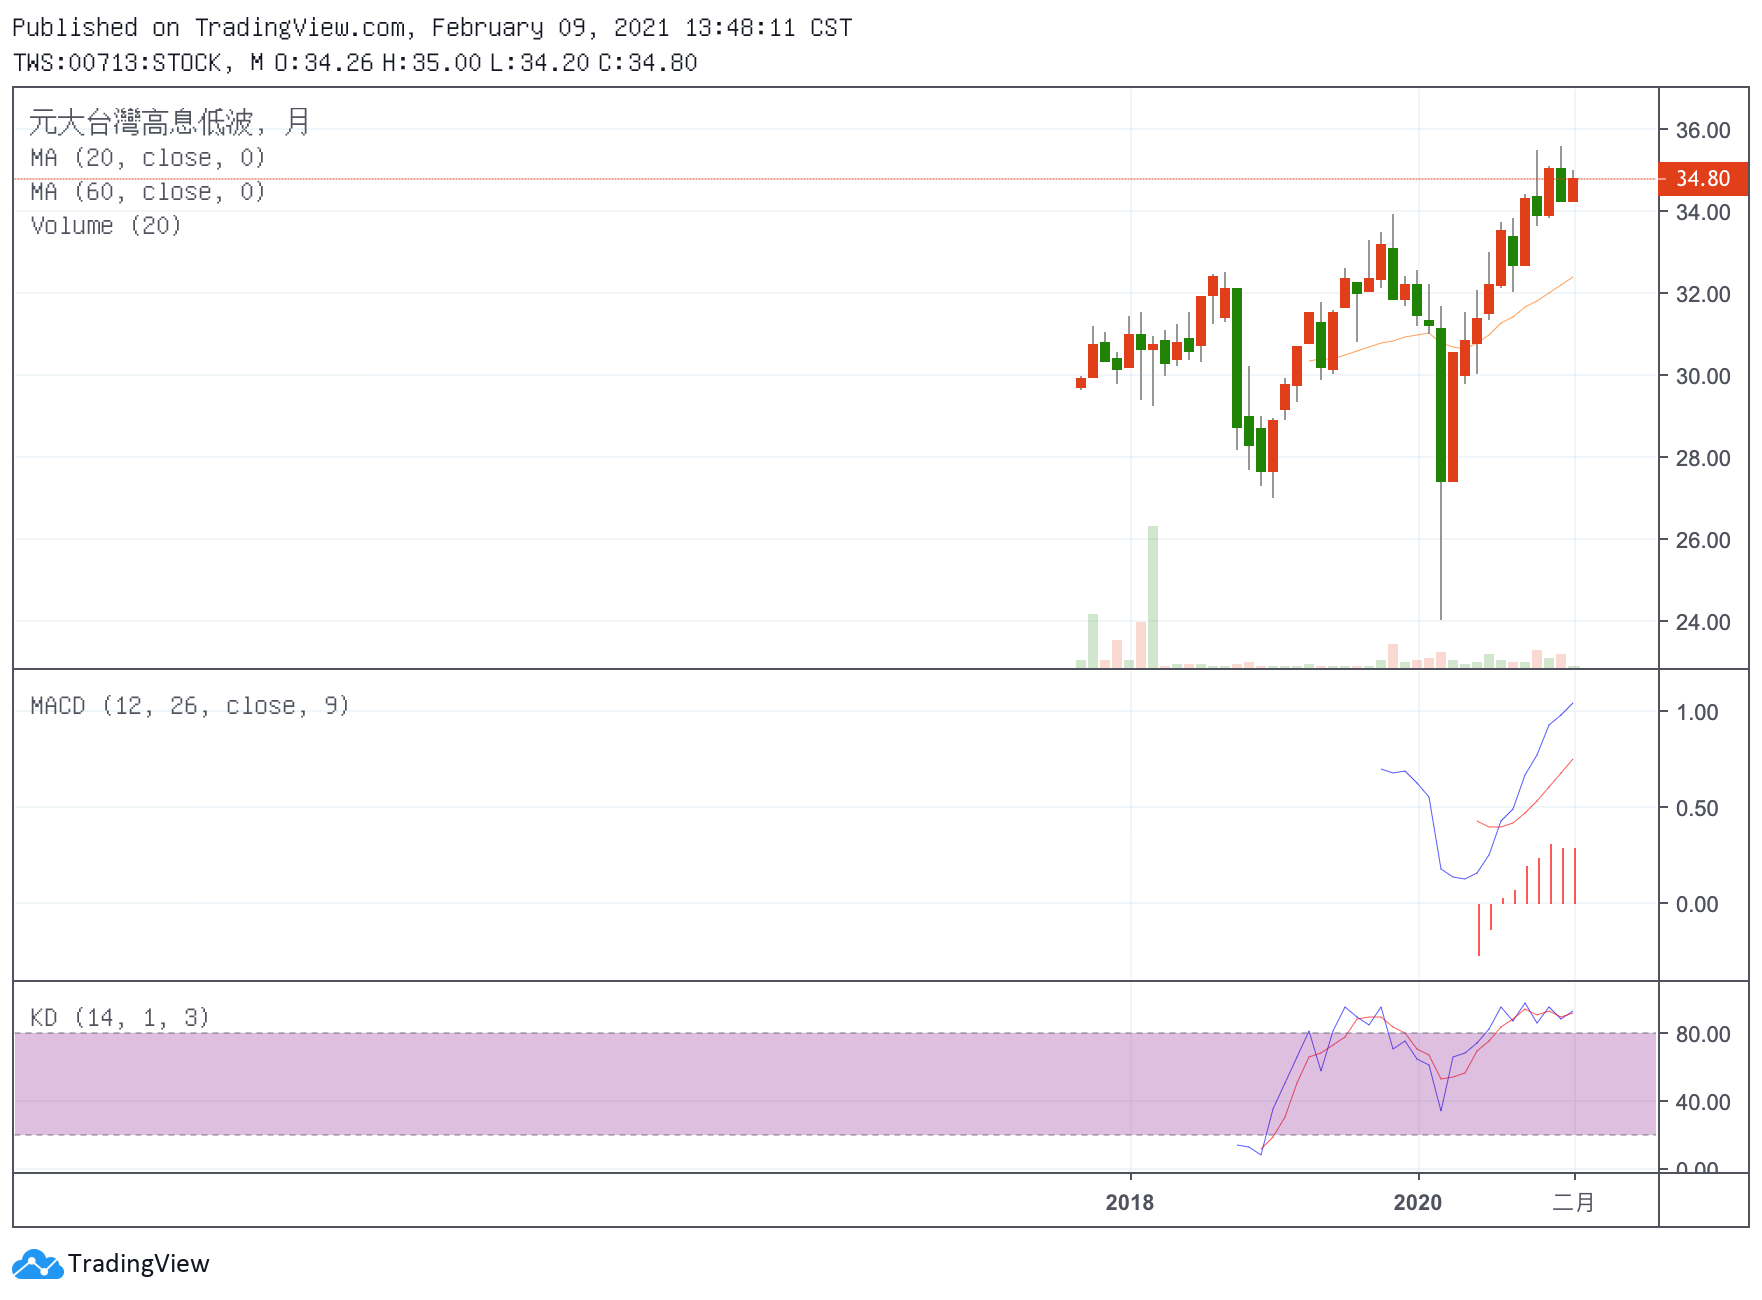 Published on TradingView.com, February 09, 2021 13:48:11 CST
TWS:00713:STOCK, M O:34.26 H:35.00 L:34.20 C:34.80
元大台灣高息低波, 月
MA (20, close, 0)
MA (60, close, 0)
Volume (20)
36.00
34.80
34.00
32.00
30.00
28.00
26.00
24.00
MACD (12, 26, close, 9)
1.00
0.50
0.00
KD (14, 1, 3)
80.00
40.00
0.00
2018 2020 二月
TradingView